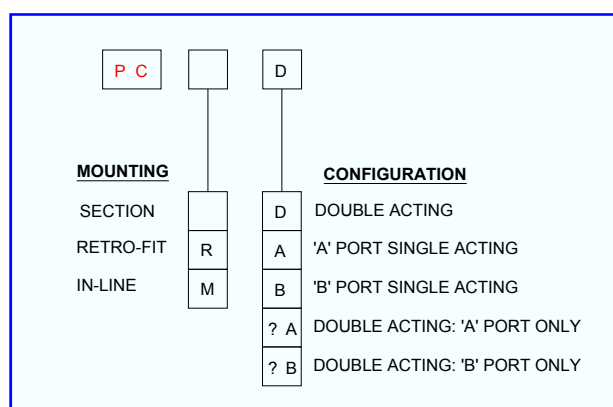 P C D
MOUNTING CONFIGURATION
SECTION D DOUBLE ACTING
RETRO-FIT R A 'A' PORT SINGLE ACTING
IN-LINE M B 'B' PORT SINGLE ACTING
? A DOUBLE ACTING: 'A' PORT ONLY
? B DOUBLE ACTING: 'B' PORT ONLY